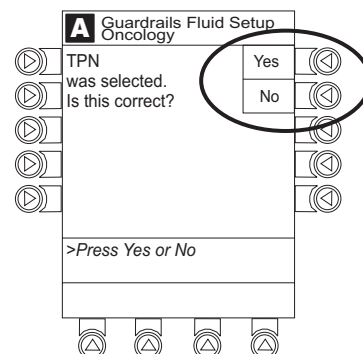 A Guardrails Fluid Setup
Oncology
TPN
was selected.
Is this correct?
Yes
No
>Press Yes or No